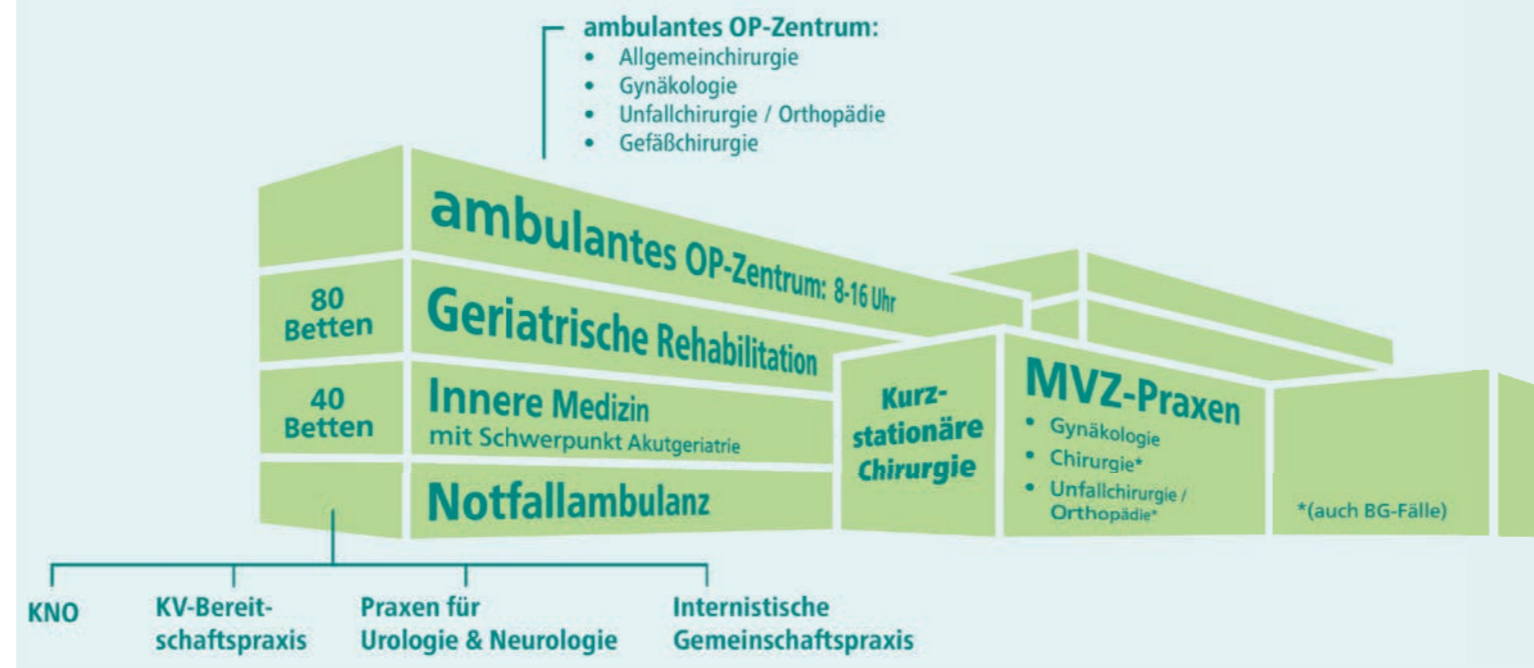 ambulantes OP-Zentrum:
• Allgemeinchirurgie
• Gynäkologie
• Unfallchirurgie / Orthopädie
• Gefäßchirurgie
ambulantes OP-Zentrum: 8-16 Uhr
80
Betten
Geriatrische Rehabilitation
40
Betten
Innere Medizin
mit Schwerpunkt Akutgeriatrie
Notfallambulanz
Kurz-
stationäre
Chirurgie
MVZ-Praxen
• Gynäkologie
• Chirurgie*
• Unfallchirurgie /
Orthopädie*
*(auch BG-Fälle)
KNO
KV-Bereit-
schaftspraxis
Praxen für
Urologie & Neurologie
Internistische
Gemeinschaftspraxis